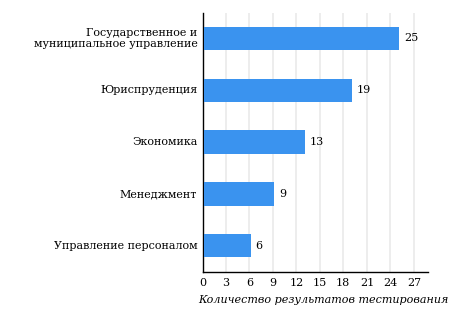 Государственное и
муниципальное управление
25
Юриспруденция
19
Экономика
13
Менеджмент
9
Управление персоналом
6
0 3 6 9 12 15 18 21 24 27
Количество результатов тестирования